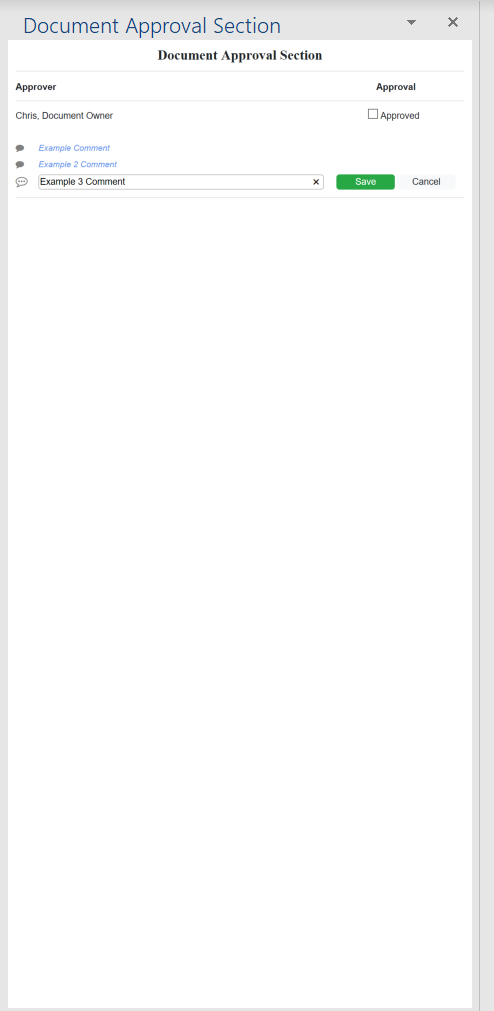 Document Approval Section
Document Approval Section
Approver Approval
Chris, Document Owner Approved
Example Comment
Example 2 Comment
Example 3 Comment Save Cancel